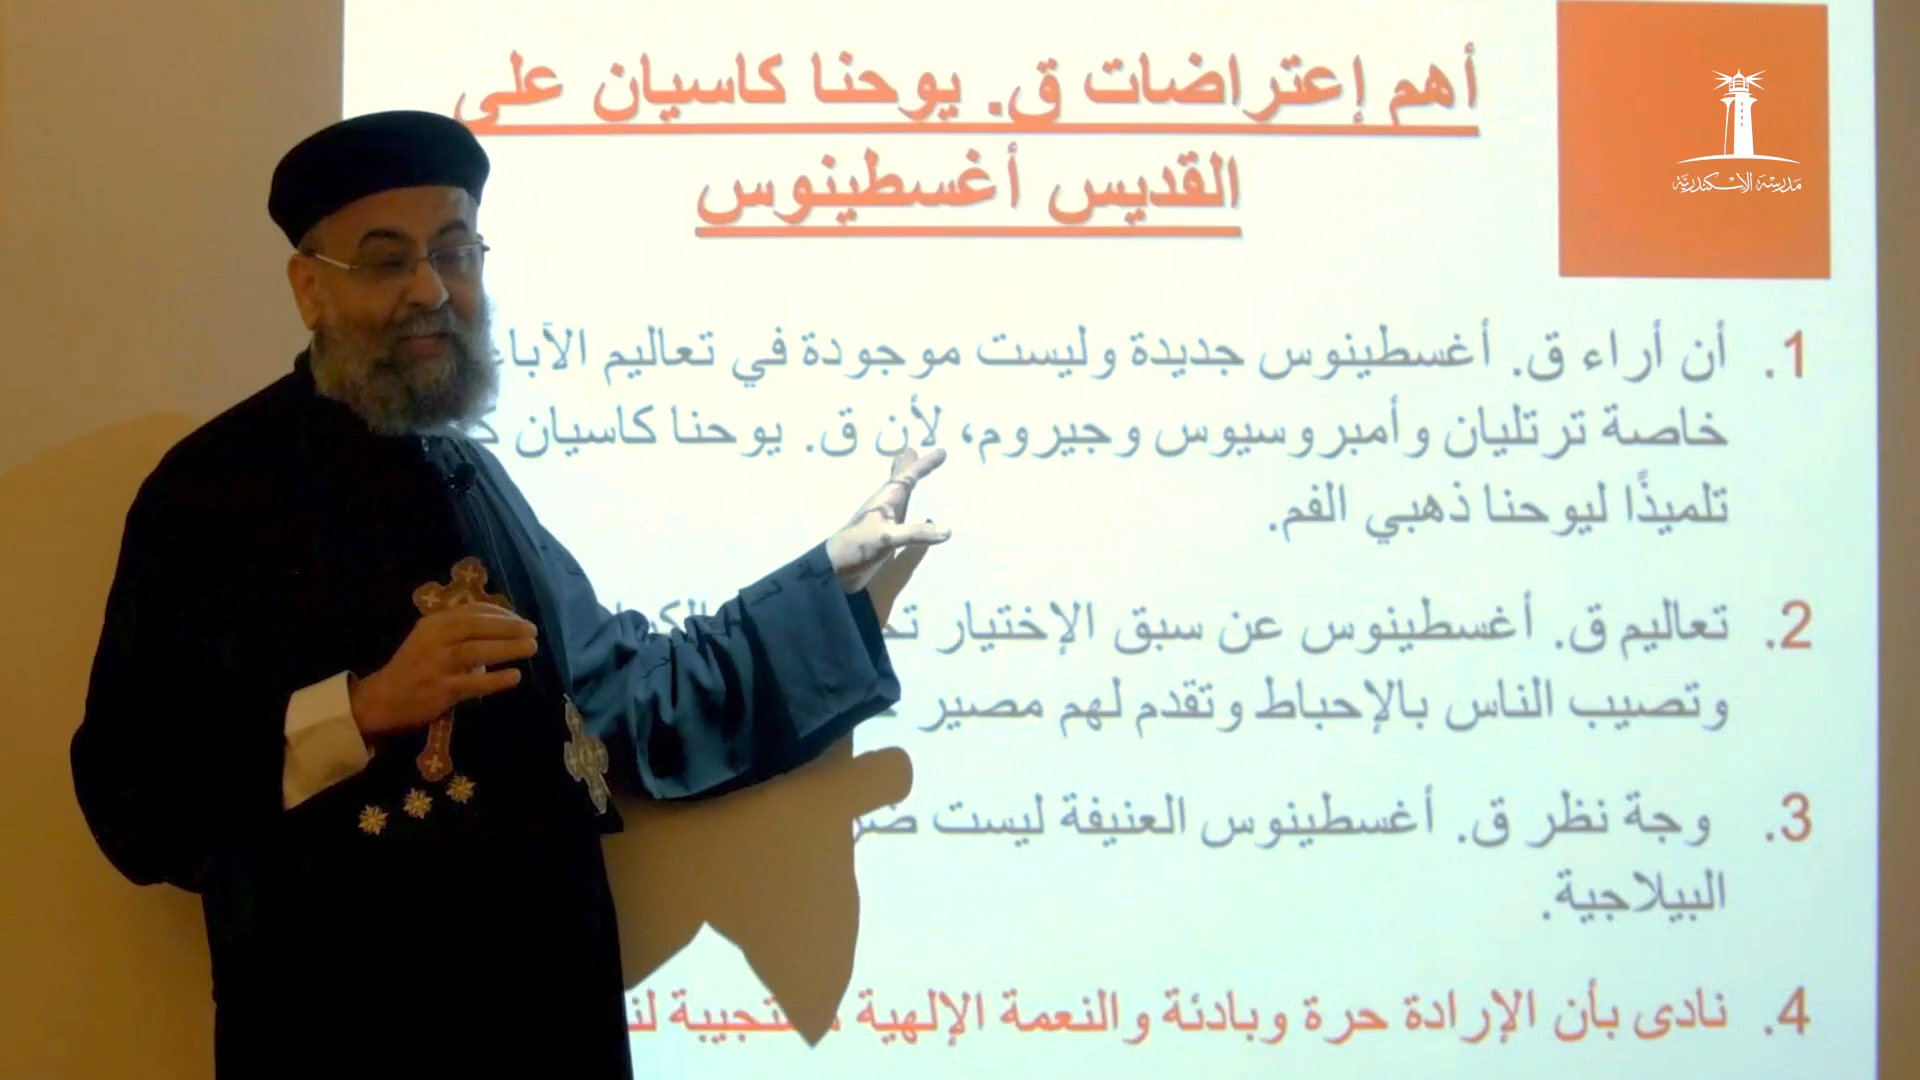 أهم إعتراضات ق. يوحنا كاسيان على
القديس أغسطينوس
مدرسة الإسكندرية
1. أن أراء ق. أغسطينوس جديدة وليست موجودة في تعاليم الآباء
خاصة ترتليان وأمبروسيوس وجيروم، لأن ق. يوحنا كاسيان
تلميذًا ليوحنا ذهبي الفم.
2. تعاليم ق. أغسطينوس عن سبق الإختيار
وتصيب الناس بالإحباط وتقدم لهم مصير
3. وجة نظر ق. أغسطينوس العنيفة ليست
البيلاجية.
4. نادى بأن الإرادة حرة وبادئة والنعمة الإلهية